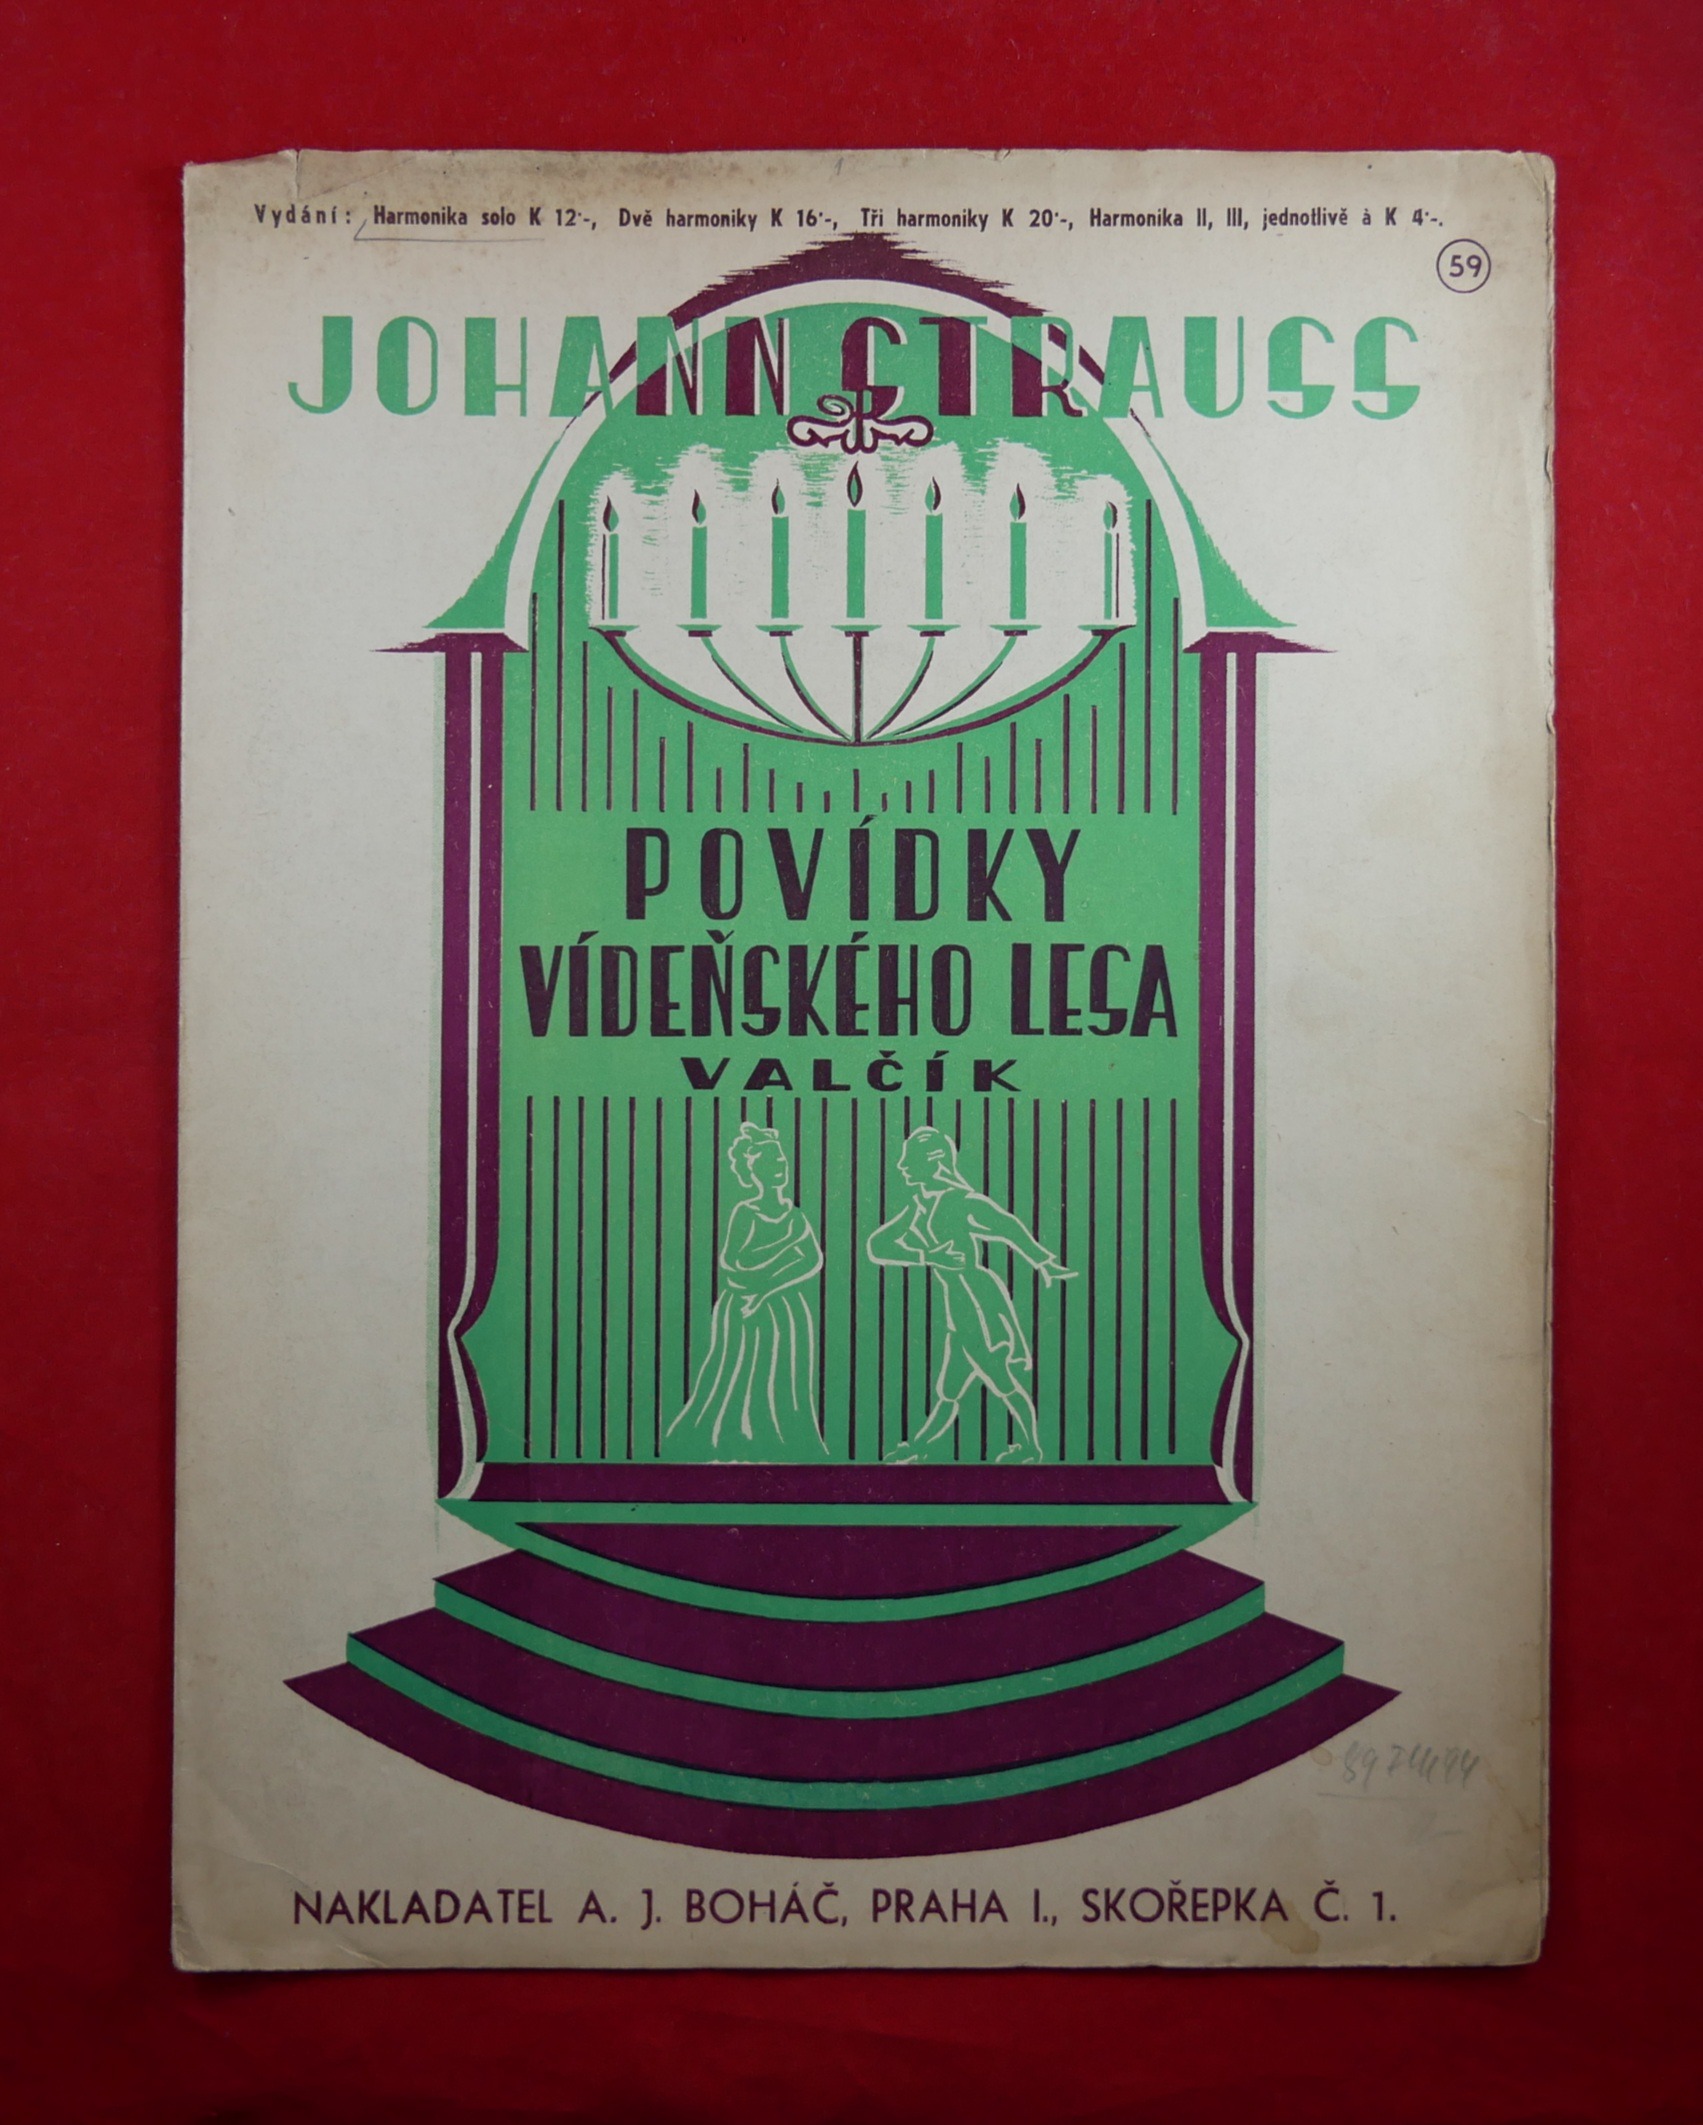 Vydání: Harmonika solo K 12·-, Dvě harmoniky K 16·-, Tři harmoniky K 20·-, Harmonika II, III, jednotlivě à K 4·-.
59
JOHANN STRAUSS
POVÍDKY
VÍDEŇSKÉHO LESA
VALČÍK
NAKLADATEL A. J. BOHÁČ, PRAHA I., SKOŘEPKA Č. 1.